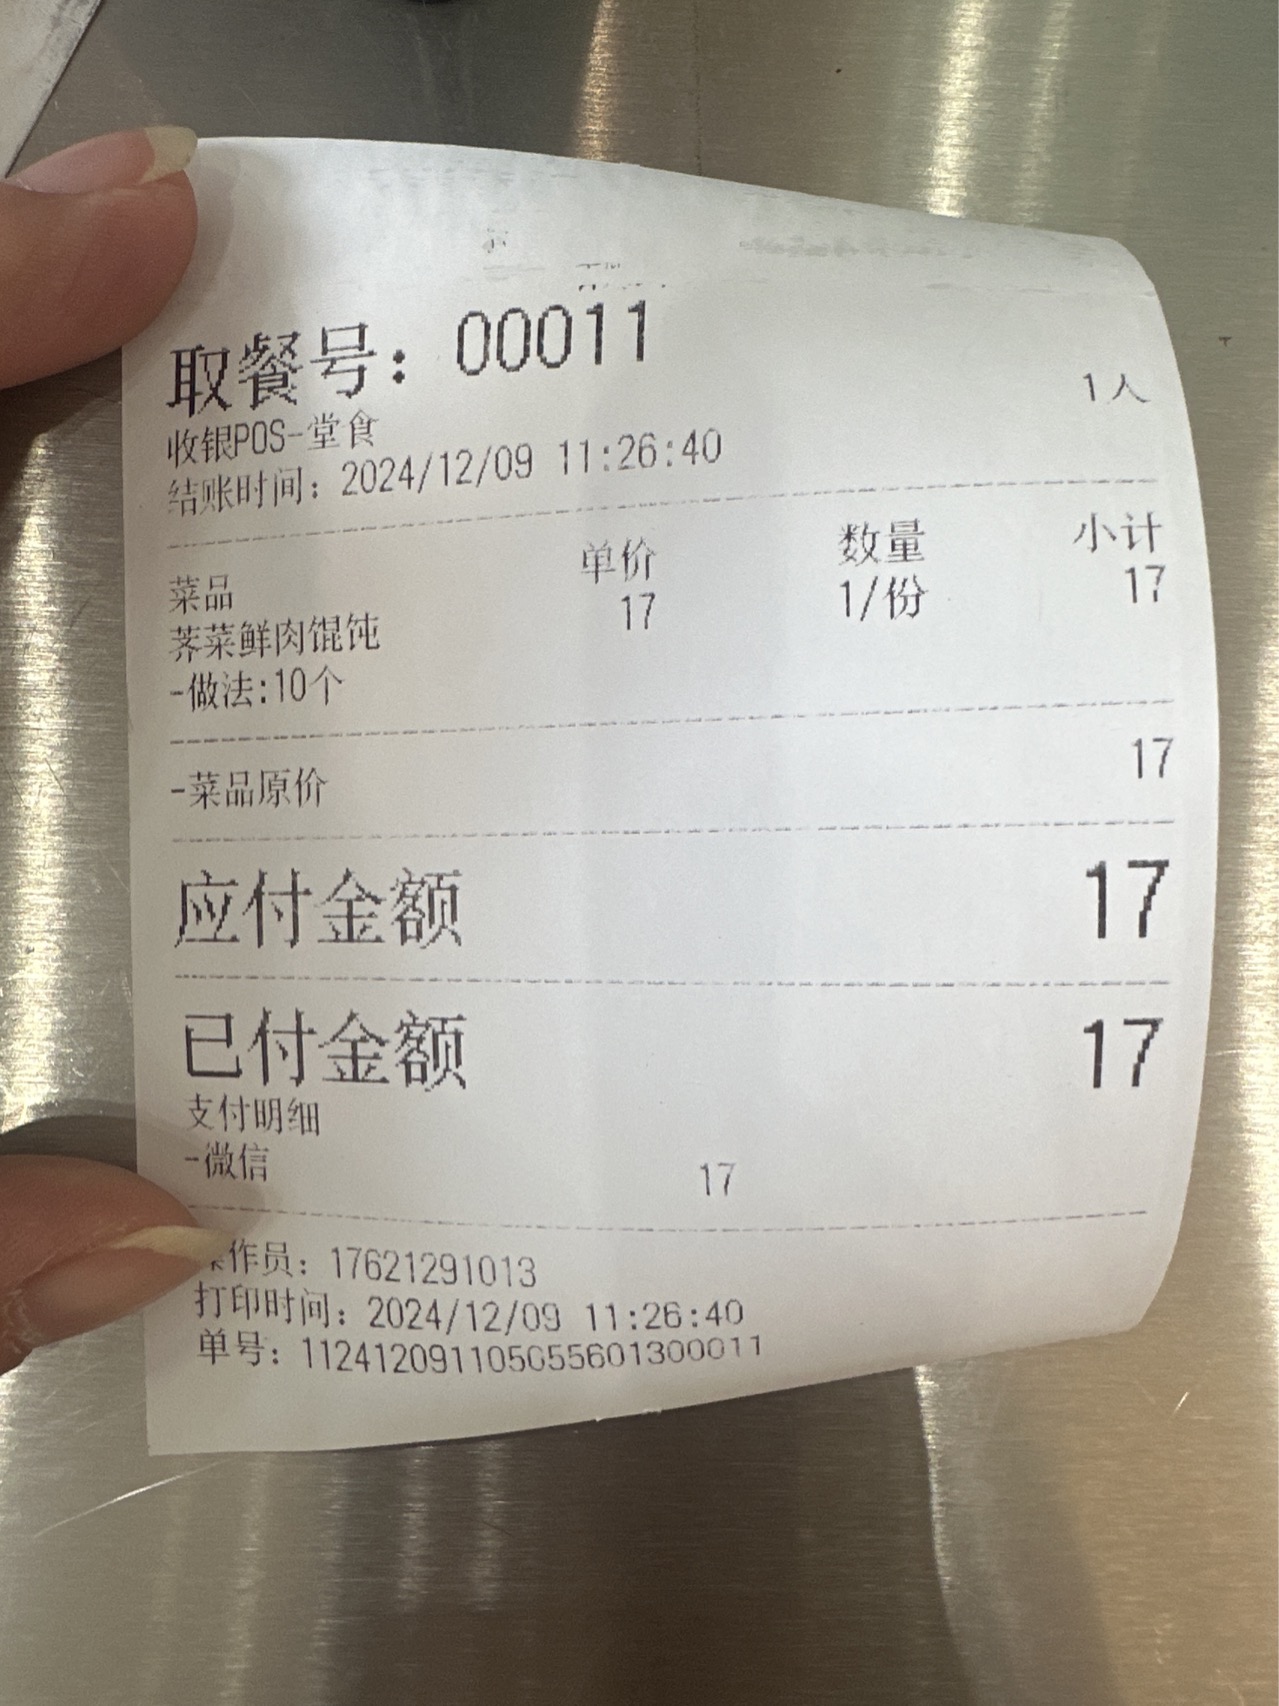 取餐号：00011
1人
收银POS-堂食
结账时间：2024/12/09 11:26:40
菜品 单价 数量 小计
荠菜鲜肉馄饨 17 1/份 17
-做法:10个
-菜品原价 17
应付金额 17
已付金额 17
支付明细
-微信 17
作员：17621291013
打印时间：2024/12/09 11:26:40
单号：112412091105055601300011